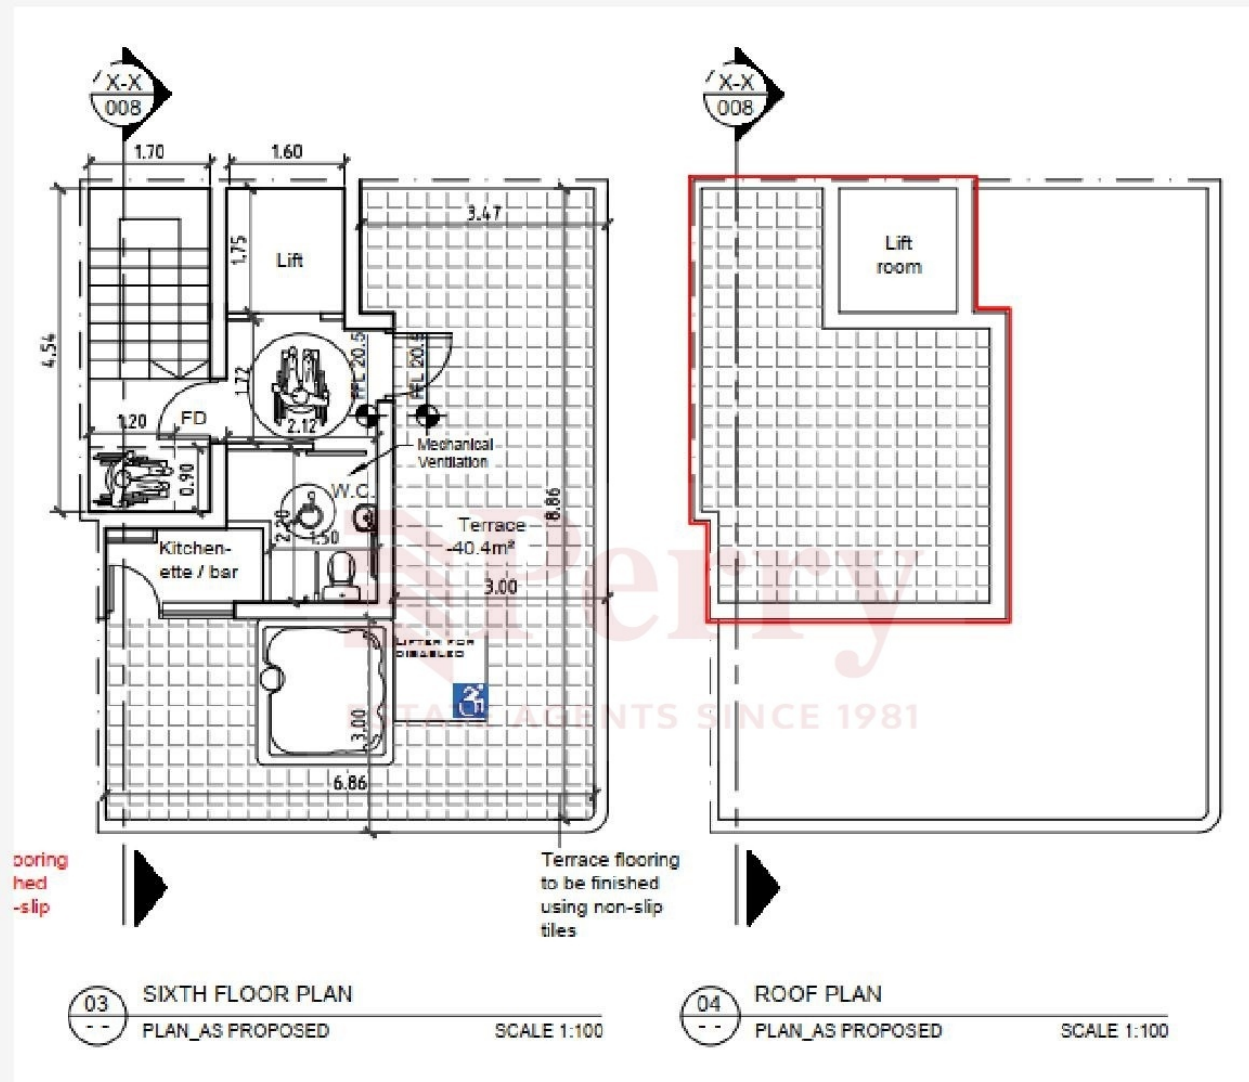 X-X
008
1.70
1.60
3.47
1.75
Lift
4.54
1.72
FFL 20.5
FFL 20.5
1.20
FD
2.12
Mechanical
Ventilation
0.90
W.C.
2.20
1.50
Kitchen-
ette / bar
Terrace
-40.4m²
8.86
3.00
LIFTER FOR
DISABLED
3.00
6.86
ooring
hed
-slip
Terrace flooring
to be finished
using non-slip
tiles
03
--
SIXTH FLOOR PLAN
PLAN_AS PROPOSED
SCALE 1:100
X-X
008
Lift
room
04
--
ROOF PLAN
PLAN_AS PROPOSED
SCALE 1:100
Perry
ESTATE AGENTS SINCE 1981